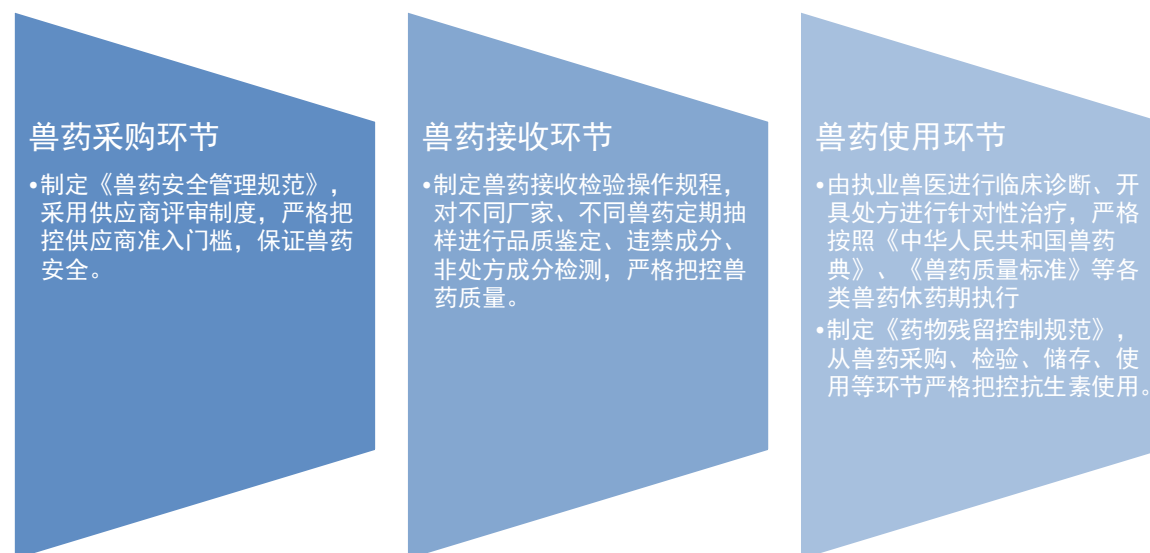 兽药采购环节
•制定《兽药安全管理规范》，
采用供应商评审制度，严格把
控供应商准入门槛，保证兽药
安全。
兽药接收环节
•制定兽药接收检验操作规程，
对不同厂家、不同兽药定期抽
样进行品质鉴定、违禁成分、
非处方成分检测，严格把控兽
药质量。
兽药使用环节
•由执业兽医进行临床诊断、开
具处方进行针对性治疗，严格
按照《中华人民共和国兽药
典》、《兽药质量标准》等各
类兽药休药期执行
•制定《药物残留控制规范》，
从兽药采购、检验、储存、使
用等环节严格把控抗生素使用。